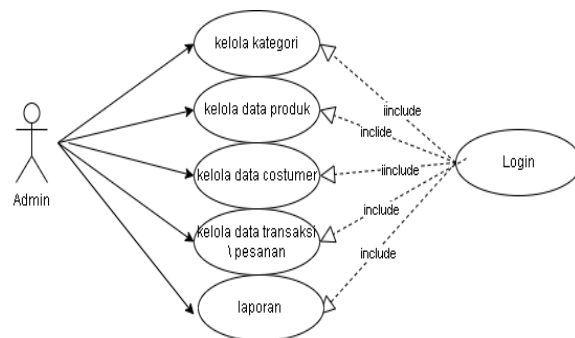 kelola kategori
kelola data produk
kelola data costumer
kelola data transaksi
\ pesanan
laporan
Admin
Login
iinclude
inclide
iinclude
include
include